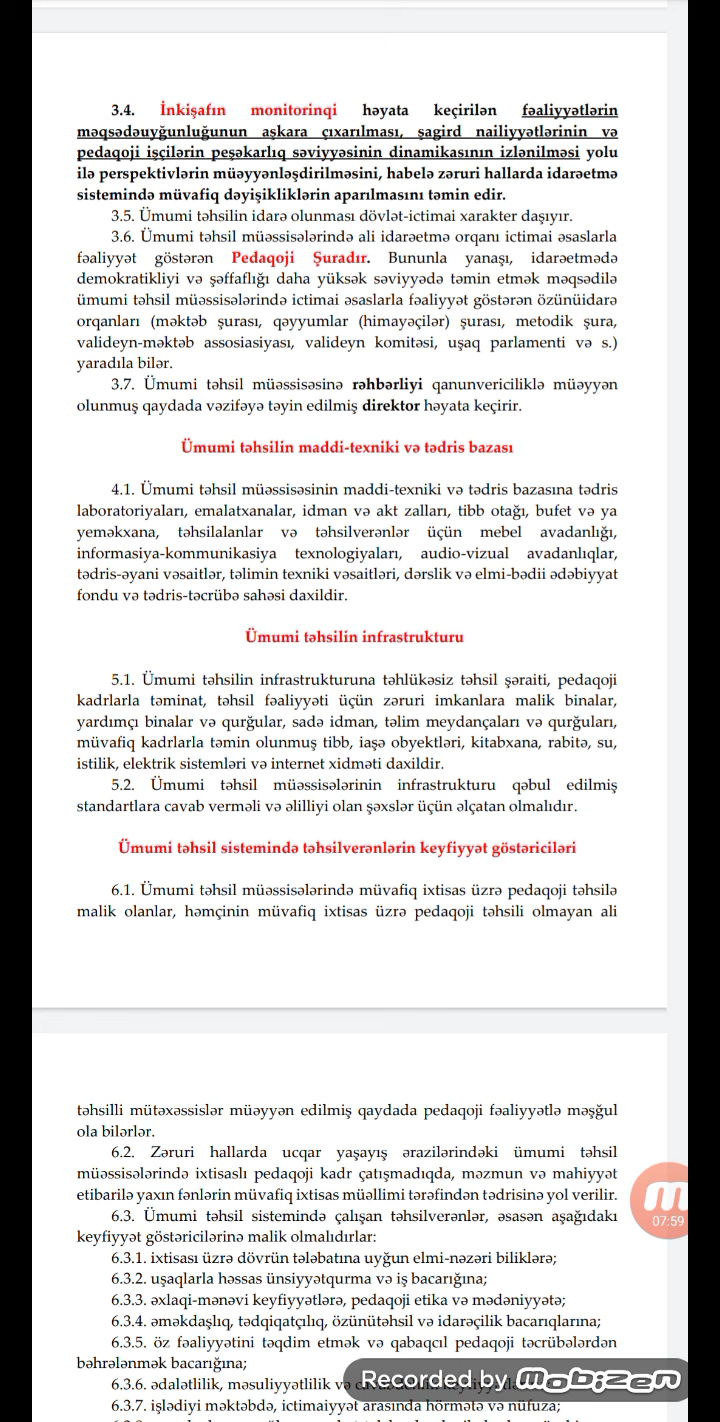 3.4. İnkişafın monitorinqi həyata keçirilən fəaliyyətlərin
məqsədəuyğunluğunun aşkara çıxarılması, şagird nailiyyətlərinin və
pedaqoji işçilərin peşəkarlıq səviyyəsinin dinamikasının izlənilməsi yolu
ilə perspektivlərin müəyyənləşdirilməsini, habelə zəruri hallarda idarəetmə
sistemində müvafiq dəyişikliklərin aparılmasını təmin edir.
3.5. Ümumi təhsilin idarə olunması dövlət-ictimai xarakter daşıyır.
3.6. Ümumi təhsil müəssisələrində ali idarəetmə orqanı ictimai əsaslarla
fəaliyyət göstərən Pedaqoji Şuradır. Bununla yanaşı, idarəetmədə
demokratikliyi və şəffaflığı daha yüksək səviyyədə təmin etmək məqsədilə
ümumi təhsil müəssisələrində ictimai əsaslarla fəaliyyət göstərən özünüidarə
orqanları (məktəb şurası, qəyyumlar (himayəçilər) şurası, metodik şura,
valideyn-məktəb assosiasiyası, valideyn komitəsi, uşaq parlamenti və s.)
yaradıla bilər.
3.7. Ümumi təhsil müəssisəsinə rəhbərliyi qanunvericiliklə müəyyən
olunmuş qaydada vəzifəyə təyin edilmiş direktor həyata keçirir.
Ümumi təhsilin maddi-texniki və tədris bazası
4.1. Ümumi təhsil müəssisəsinin maddi-texniki və tədris bazasına tədris
laboratoriyaları, emalatxanalar, idman və akt zalları, tibb otağı, bufet və ya
yeməkxana, təhsilalanlar və təhsilverənlər üçün mebel avadanlığı,
informasiya-kommunikasiya texnologiyaları, audio-vizual avadanlıqlar,
tədris-əyani vəsaitlər, təlimin texniki vəsaitləri, dərslik və elmi-bədii ədəbiyyat
fondu və tədris-təcrübə sahəsi daxildir.
Ümumi təhsilin infrastrukturu
5.1. Ümumi təhsilin infrastrukturuna təhlükəsiz təhsil şəraiti, pedaqoji
kadrlarla təminat, təhsil fəaliyyəti üçün zəruri imkanlara malik binalar,
yardımçı binalar və qurğular, sadə idman, təlim meydançaları və qurğuları,
müvafiq kadrlarla təmin olunmuş tibb, iaşə obyektləri, kitabxana, rabitə, su,
istilik, elektrik sistemləri və internet xidməti daxildir.
5.2. Ümumi təhsil müəssisələrinin infrastrukturu qəbul edilmiş
standartlara cavab verməli və əlilliyi olan şəxslər üçün əlçatan olmalıdır.
Ümumi təhsil sistemində təhsilverənlərin keyfiyyət göstəriciləri
6.1. Ümumi təhsil müəssisələrində müvafiq ixtisas üzrə pedaqoji təhsilə
malik olanlar, həmçinin müvafiq ixtisas üzrə pedaqoji təhsili olmayan ali
təhsilli mütəxəssislər müəyyən edilmiş qaydada pedaqoji fəaliyyətlə məşğul
ola bilərlər.
6.2. Zəruri hallarda ucqar yaşayış ərazilərindəki ümumi təhsil
müəssisələrində ixtisaslı pedaqoji kadr çatışmadıqda, məzmun və mahiyyət
etibarilə yaxın fənlərin müvafiq ixtisas müəllimi tərəfindən tədrisinə yol verilir.
07:59
6.3. Ümumi təhsil sistemində çalışan təhsilverənlər, əsasən aşağıdakı
keyfiyyət göstəricilərinə malik olmalıdırlar:
6.3.1. ixtisası üzrə dövrün tələbatına uyğun elmi-nəzəri biliklərə;
6.3.2. uşaqlarla həssas ünsiyyətqurma və iş bacarığına;
6.3.3. əxlaqi-mənəvi keyfiyyətlərə, pedaqoji etika və mədəniyyətə;
6.3.4. əməkdaşlıq, tədqiqatçılıq, özünütəhsil və idarəçilik bacarıqlarına;
6.3.5. öz fəaliyyətini təqdim etmək və qabaqcıl pedaqoji təcrübələrdən
bəhrələnmək bacarığına;
6.3.6. ədalətlilik, məsuliyyətlilik və
Recorded by Mobizen
6.3.7. işlədiyi məktəbdə, ictimaiyyət arasında hörmətə və nüfuza;